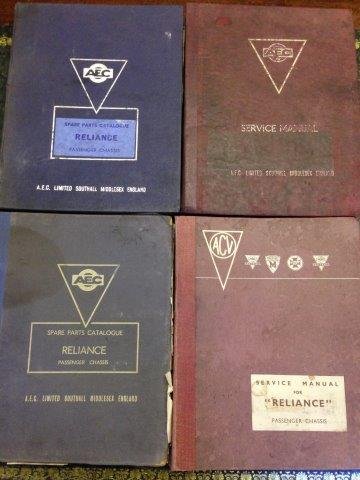 AEC
SPARE PARTS CATALOGUE
RELIANCE
PASSENGER CHASSIS
A.E.C. LIMITED SOUTHALL MIDDLESEX ENGLAND
AEC
SERVICE MANUAL
A.E.C. LIMITED SOUTHALL MIDDLESEX ENGLAND
AEC
SPARE PARTS CATALOGUE
RELIANCE
PASSENGER CHASSIS
A.E.C. LIMITED SOUTHALL MIDDLESEX ENGLAND
ACV
SERVICE MANUAL
FOR
"RELIANCE"
PASSENGER CHASSIS